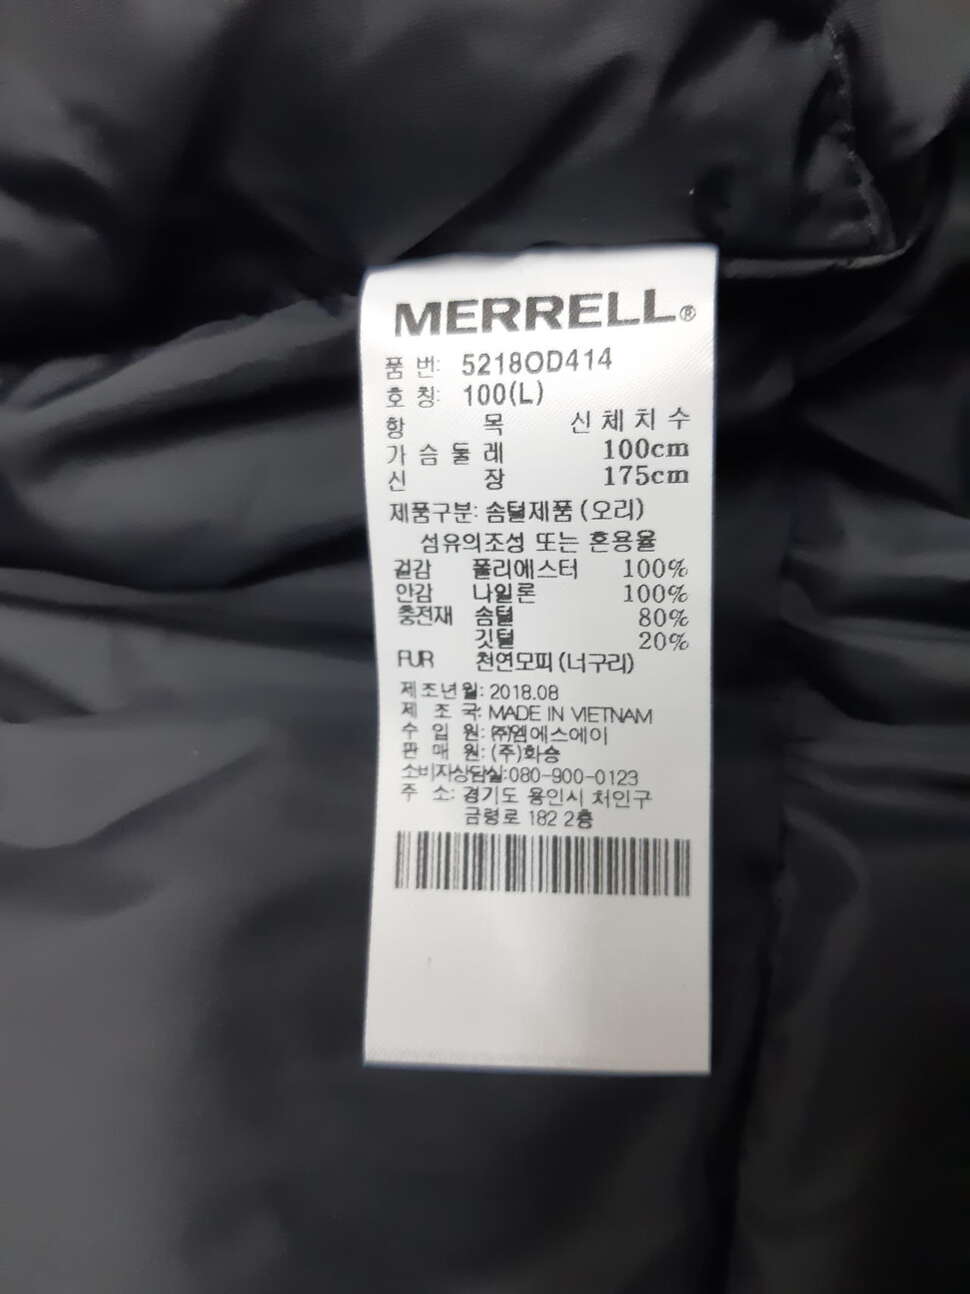 MERRELL®
품 번: 5218OD414
호 칭: 100(L)
항 목 신 체 치 수
가 슴 둘 레 100cm
신 장 175cm
제품구분: 솜털제품 (오리)
섬유의조성 또는 혼용율
겉감 폴리에스터 100%
안감 나일론 100%
충전재 솜털 80%
깃털 20%
FUR 천연모피 (너구리)
제조년월: 2018.08
제 조 국: MADE IN VIETNAM
수 입 원: ㈜엠에스에이
판 매 원: (주)화승
소비자상담실:080-900-0123
주 소: 경기도 용인시 처인구
금령로 182 2층